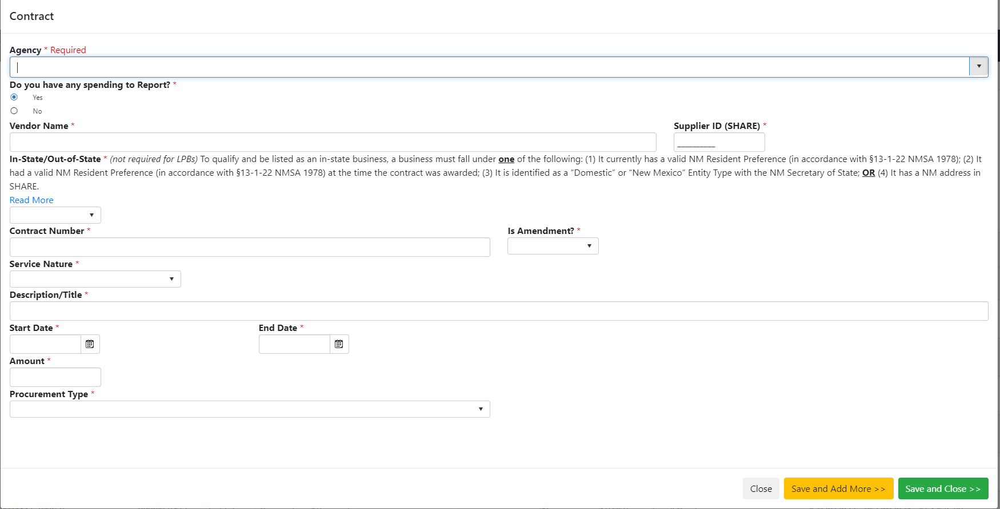 Contract
Agency * Required
Do you have any spending to Report? *
Yes
No
Vendor Name *
Supplier ID (SHARE) *
__________
In-State/Out-of-State * (not required for LPBs) To qualify and be listed as an in-state business, a business must fall under one of the following: (1) It currently has a valid NM Resident Preference (in accordance with §13-1-22 NMSA 1978); (2) It
had a valid NM Resident Preference (in accordance with §13-1-22 NMSA 1978) at the time the contract was awarded; (3) It is identified as a “Domestic” or “New Mexico” Entity Type with the NM Secretary of State; OR (4) It has a NM address in
SHARE.
Read More
Contract Number *
Is Amendment? *
Service Nature *
Description/Title *
Start Date *
End Date *
Amount *
Procurement Type *
Close
Save and Add More >>
Save and Close >>